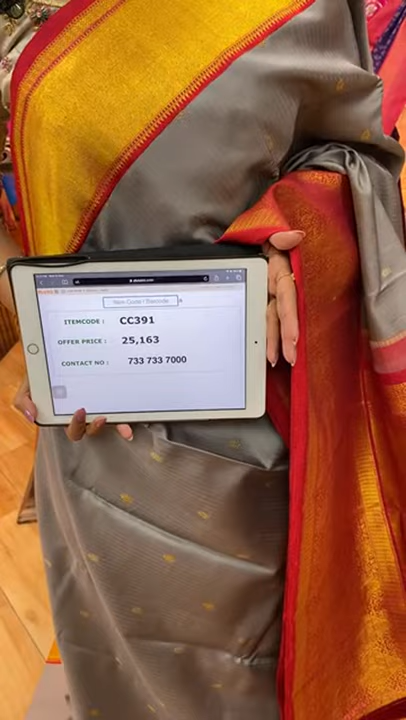 Item Code / Barcode
ITEMCODE : CC391
OFFER PRICE : 25,163
CONTACT NO : 733 733 7000